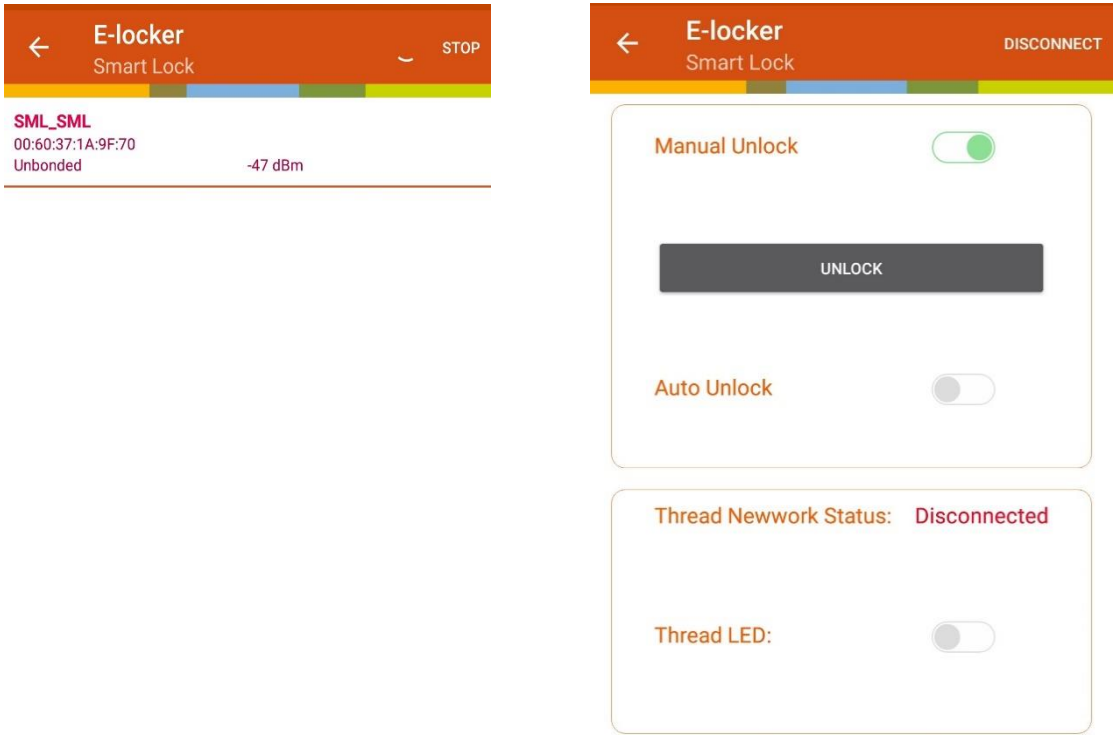 E-locker
Smart Lock
STOP
SML_SML
00:60:37:1A:9F:70
Unbonded -47 dBm
E-locker
Smart Lock
DISCONNECT
Manual Unlock
UNLOCK
Auto Unlock
Thread Newwork Status: Disconnected
Thread LED: